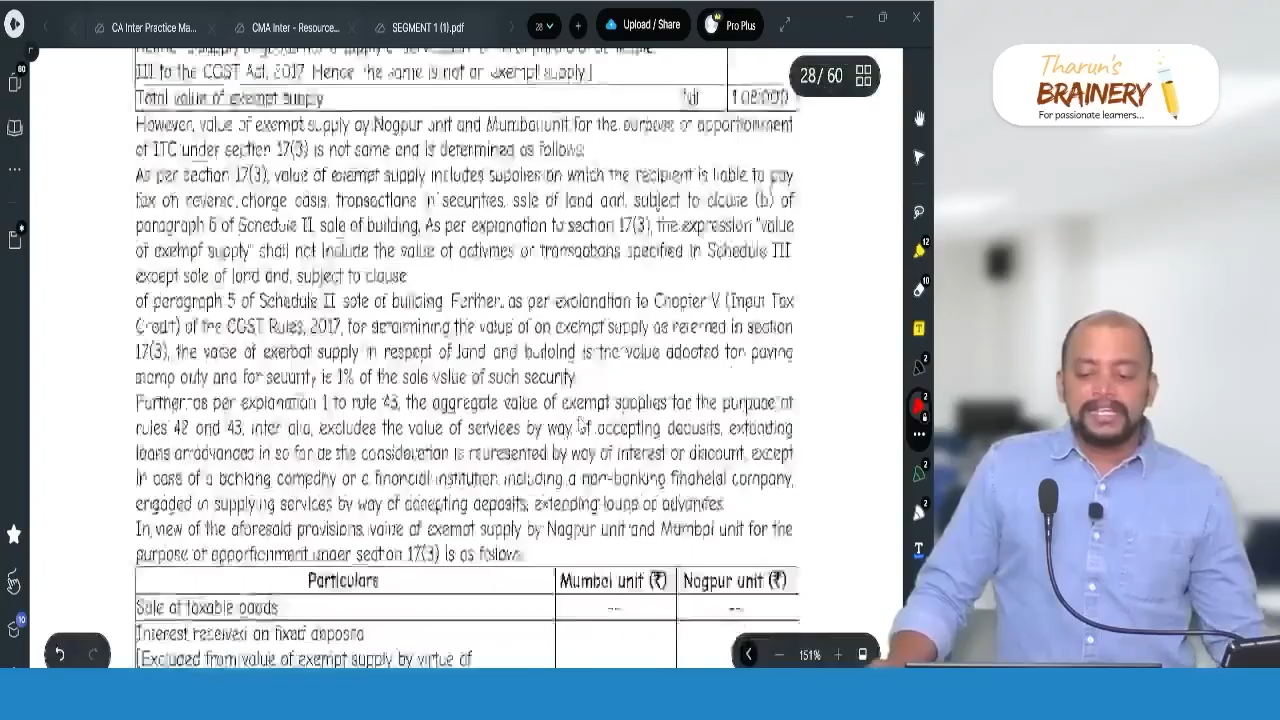 CA Inter Practice Ma...
CMA Inter - Resource...
SEGMENT 1 (1).pdf
28
Upload / Share
Pro Plus
III to the CGST Act, 2017. Hence the same is not an exempt supply]
28/60
Total value of exempt supply
Nil
1,08,000
However, value of exempt supply by Nagpur unit and Mumbai unit for the purpose of apportionment
of ITC under section 17(3) is not same and is determined as follows:
As per section 17(3), value of exempt supply includes supplies on which the recipient is liable to pay
tax on reverse charge basis, transactions in securities, sale of land and, subject to clause (b) of
paragraph 5 of Schedule II, sale of building. As per explanation to section 17(3), the expression "value
of exempt supply" shall not include the value of activities or transactions specified in Schedule III
except sale of land and, subject to clause
of paragraph 5 of Schedule II sale of building. Further, as per explanation to Chapter V (Input Tax
Credit) of the CGST Rules, 2017, for determining the value of an exempt supply as referred in section
17(3), the value of exempt supply in respect of land and building is the value adopted for paying
stamp duty and for security is 1% of the sale value of such security
Further, as per explanation 1 to rule 43, the aggregate value of exempt supplies for the purpose of
rules 42 and 43, inter alia, excludes the value of services by way of accepting deposits, extending
loans or advances in so far as the consideration is represented by way of interest or discount, except
in case of a banking company or a financial institution including a non-banking financial company,
engaged in supplying services by way of accepting deposits, extending loans or advances.
In view of the aforesaid provisions, value of exempt supply by Nagpur unit and Mumbai unit for the
purpose of apportionment under section 17(3) is as follows:
Particulars
Mumbai unit (₹)
Nagpur unit (₹)
Sale of taxable goods
--
--
Interest received on fixed deposits
[Excluded from value of exempt supply by virtue of
151%
Tharun's
BRAINERY
For passionate learners...